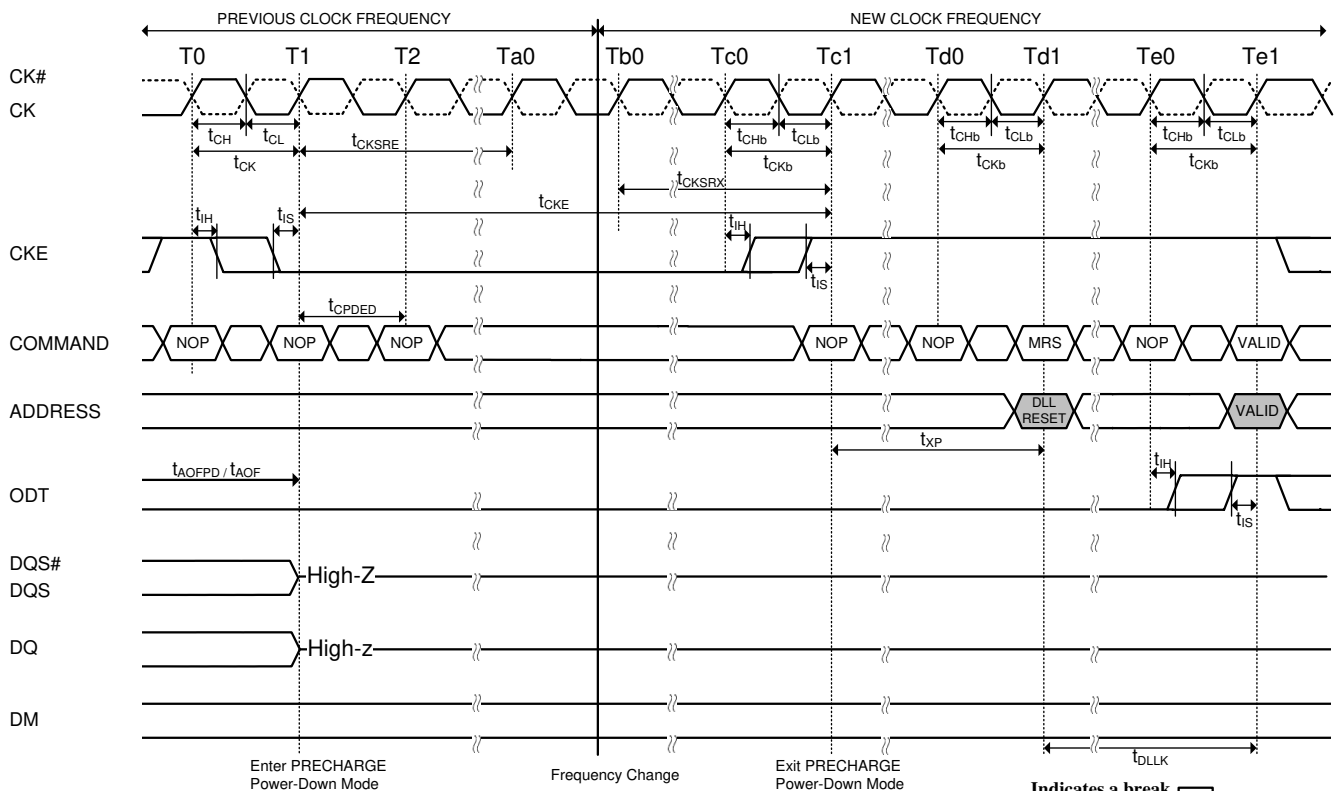 PREVIOUS CLOCK FREQUENCY NEW CLOCK FREQUENCY
T0 T1 T2 Ta0 Tb0 Tc0 Tc1 Td0 Td1 Te0 Te1
CK#
CK
tCH tCL tCHb tCLb tCHb tCLb tCHb tCLb
tCK tCKSRE tCKb tCKb tCKb
tCKSRX
tCKE
tIH tIS tIH
CKE
tIS
tCPDED
COMMAND NOP NOP NOP NOP NOP MRS NOP VALID
ADDRESS DLL RESET VALID
tXP
tAOFPD / tAOF tIH
ODT
tIS
DQS#
DQS High-Z
DQ High-z
DM
tDLLK
Enter PRECHARGE
Power-Down Mode
Frequency Change
Exit PRECHARGE
Power-Down Mode
Indicates a break